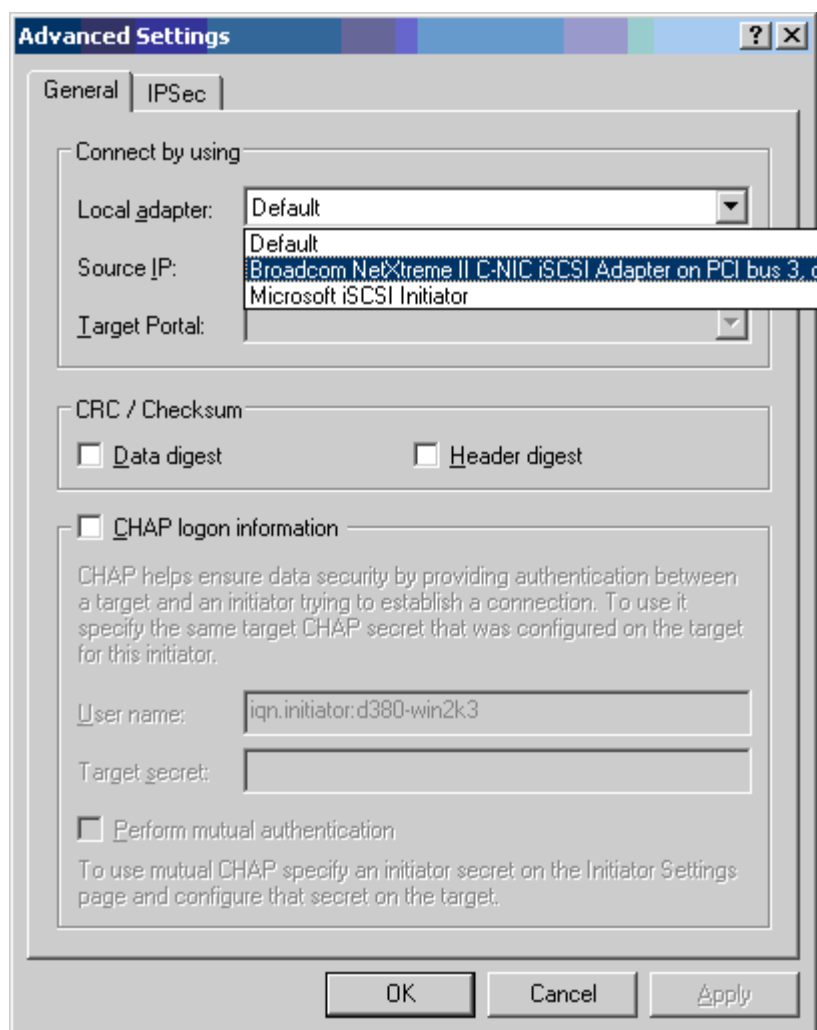 Advanced Settings
General
IPSec
Connect by using
Local adapter:
Default
Default
Source IP:
Broadcom NetXtreme II C-NIC iSCSI Adapter on PCI bus 3,
Microsoft iSCSI Initiator
Target Portal:
CRC / Checksum
Data digest
Header digest
CHAP logon information
CHAP helps ensure data security by providing authentication between
a target and an initiator trying to establish a connection. To use it
specify the same target CHAP secret that was configured on the target
for this initiator.
User name:
iqn.initiator:d380-win2k3
Target secret:
Perform mutual authentication
To use mutual CHAP specify an initiator secret on the Initiator Settings
page and configure that secret on the target.
OK
Cancel
Apply